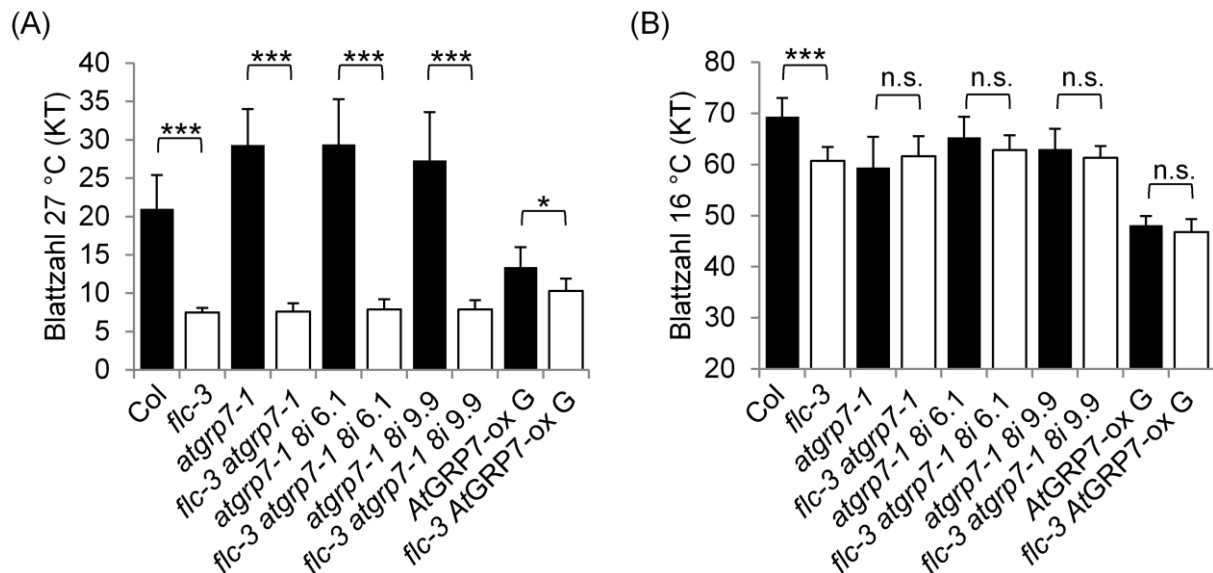 (A)
Blattzahl 27 °C (KT)
40
35
30
25
20
15
10
5
0
***
***
***
***
*
Col
flc-3
atgrp7-1
flc-3 atgrp7-1
atgrp7-1 8i 6.1
flc-3 atgrp7-1 8i 6.1
atgrp7-1 8i 9.9
flc-3 atgrp7-1 8i 9.9
AtGRP7-ox G
flc-3 AtGRP7-ox G
(B)
Blattzahl 16 °C (KT)
80
70
60
50
40
30
20
***
n.s.
n.s.
n.s.
n.s.
Col
flc-3
atgrp7-1
flc-3 atgrp7-1
atgrp7-1 8i 6.1
flc-3 atgrp7-1 8i 6.1
atgrp7-1 8i 9.9
flc-3 atgrp7-1 8i 9.9
AtGRP7-ox G
flc-3 AtGRP7-ox G